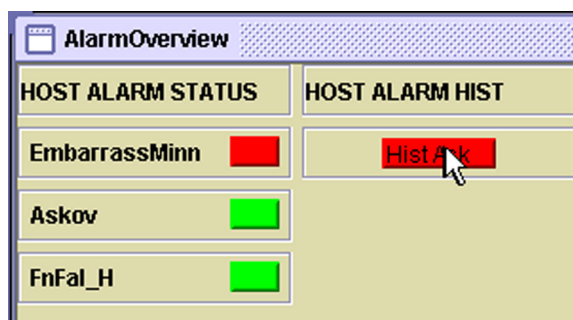 AlarmOverview
HOST ALARM STATUS
HOST ALARM HIST
EmbarrassMinn
Hist Ack
Askov
FnFal_H